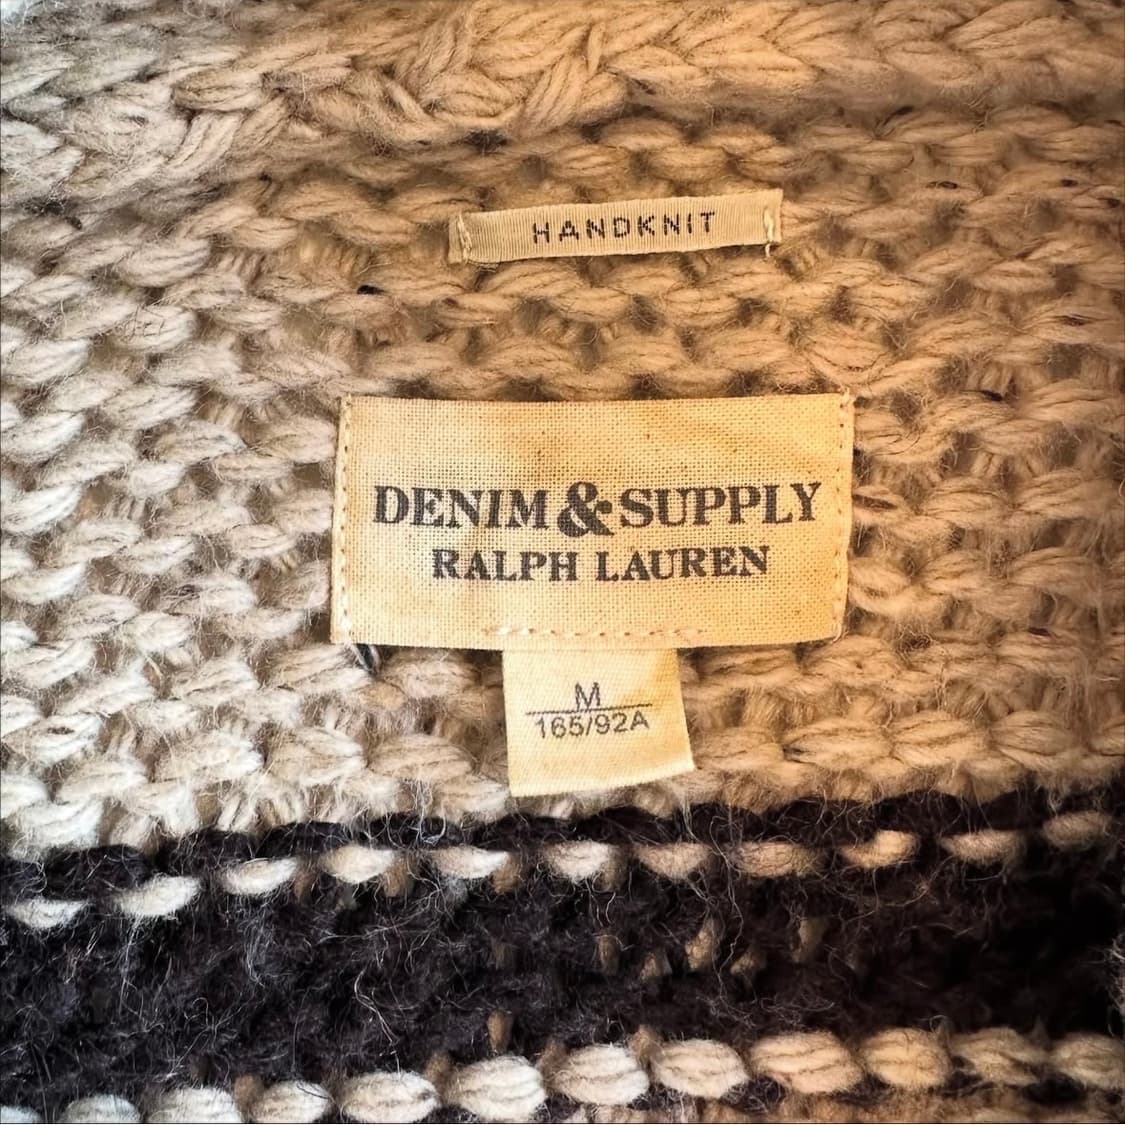 HANDKNIT
DENIM & SUPPLY
RALPH LAUREN
M
165/92A